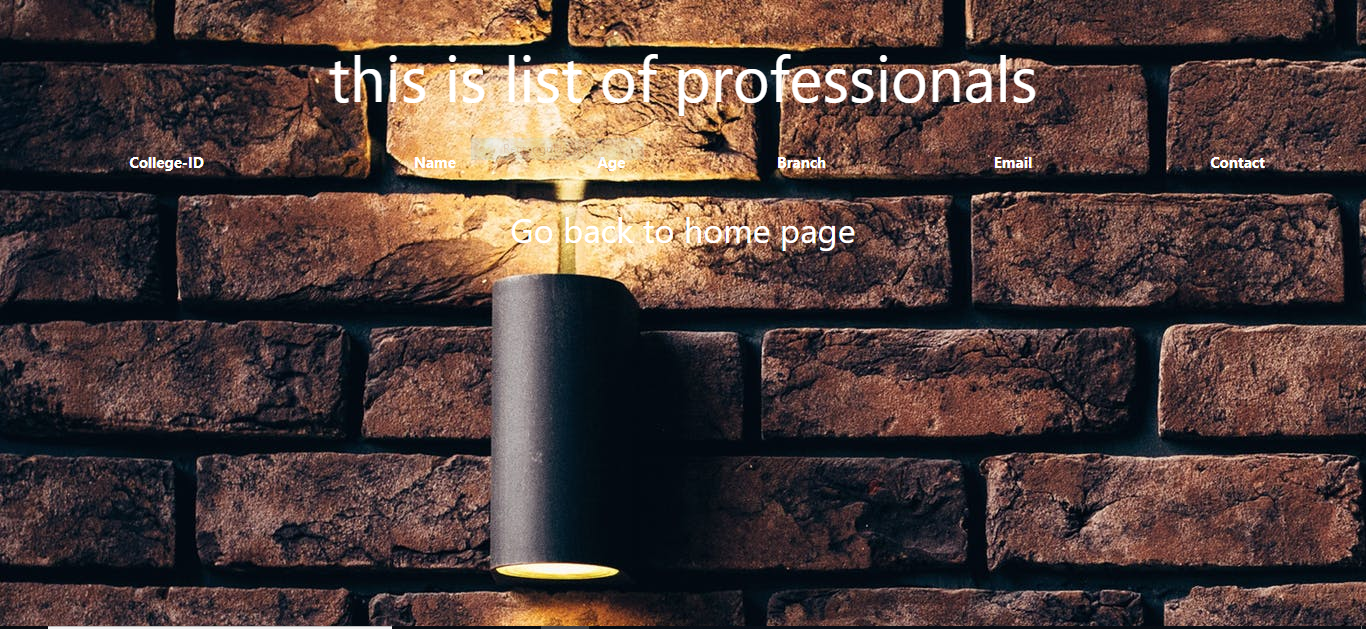 this is list of professionals
College-ID Name Age Branch Email Contact
Go back to home page